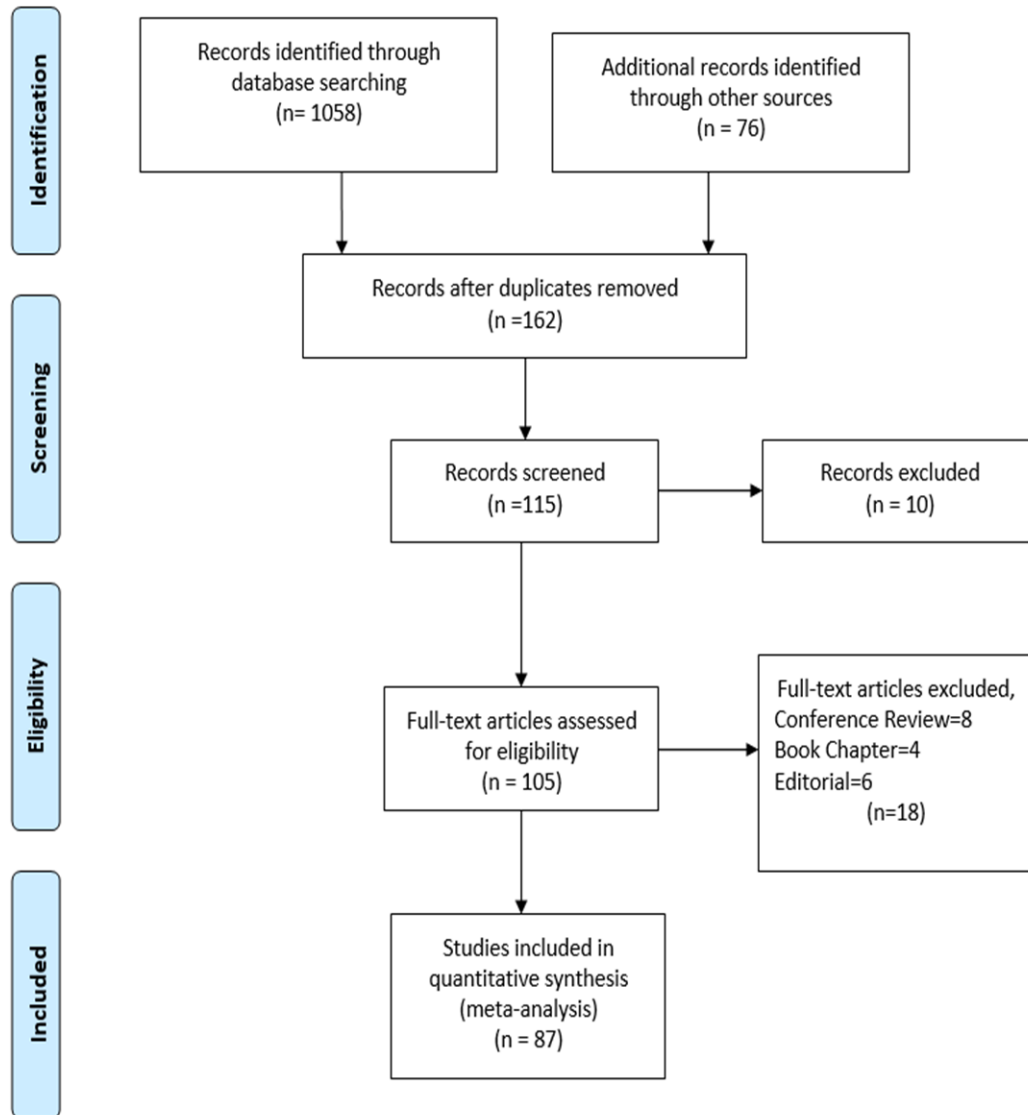 Identification
Records identified through
database searching
(n= 1058)
Additional records identified
through other sources
(n = 76)
Records after duplicates removed
(n =162)
Screening
Records screened
(n =115)
Records excluded
(n = 10)
Eligibility
Full-text articles assessed
for eligibility
(n = 105)
Full-text articles excluded,
Conference Review=8
Book Chapter=4
Editorial=6
(n=18)
Included
Studies included in
quantitative synthesis
(meta-analysis)
(n = 87)